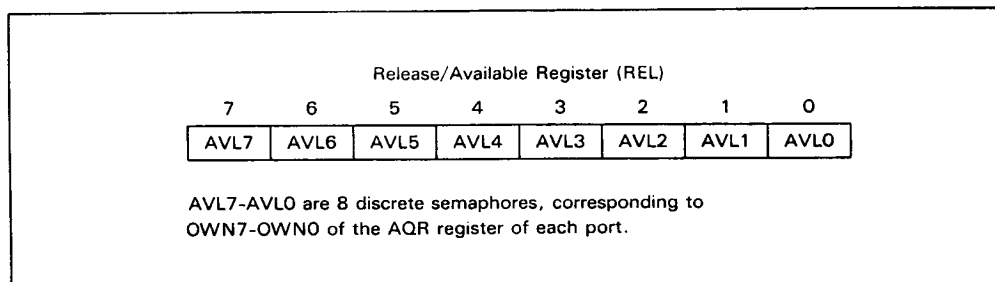 Release/Available Register (REL)
7 6 5 4 3 2 1 0
AVL7 AVL6 AVL5 AVL4 AVL3 AVL2 AVL1 AVL0
AVL7-AVL0 are 8 discrete semaphores, corresponding to
OWN7-OWN0 of the AQR register of each port.